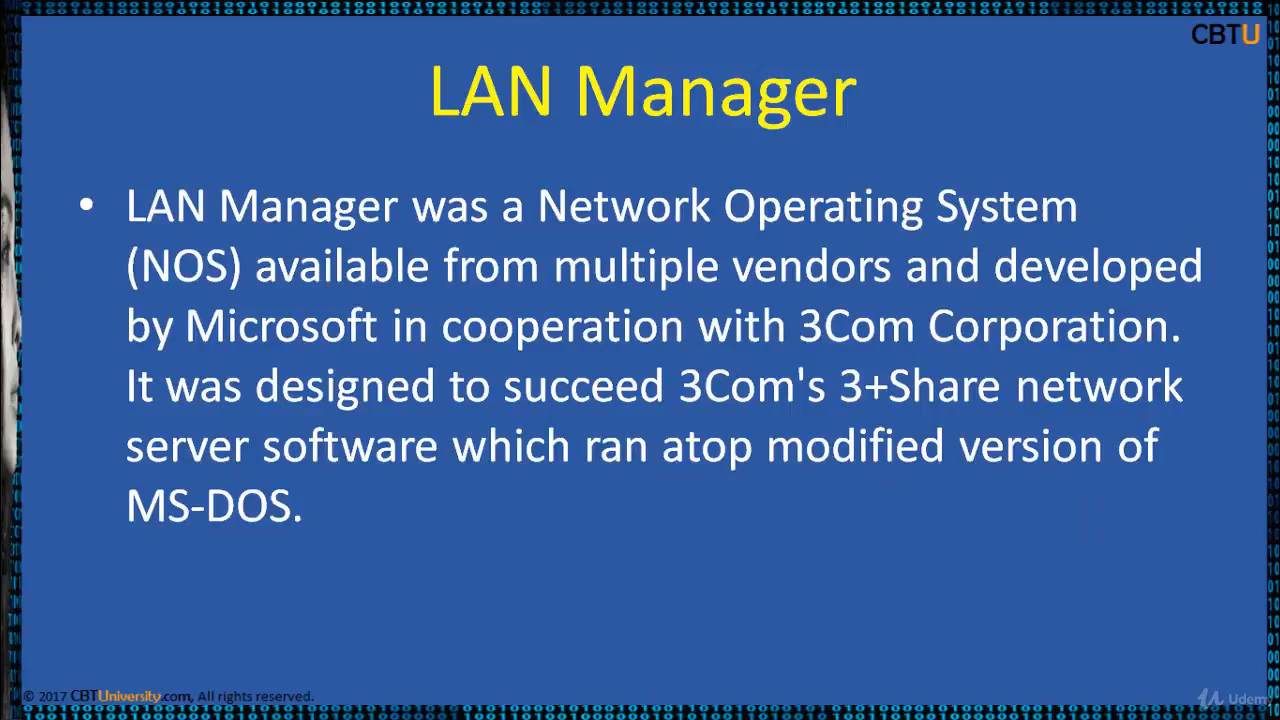 CBTU
LAN Manager
• LAN Manager was a Network Operating System
(NOS) available from multiple vendors and developed
by Microsoft in cooperation with 3Com Corporation.
It was designed to succeed 3Com's 3+Share network
server software which ran atop modified version of
MS-DOS.
© 2017 CBTUniversity.com, All rights reserved.
Udemy